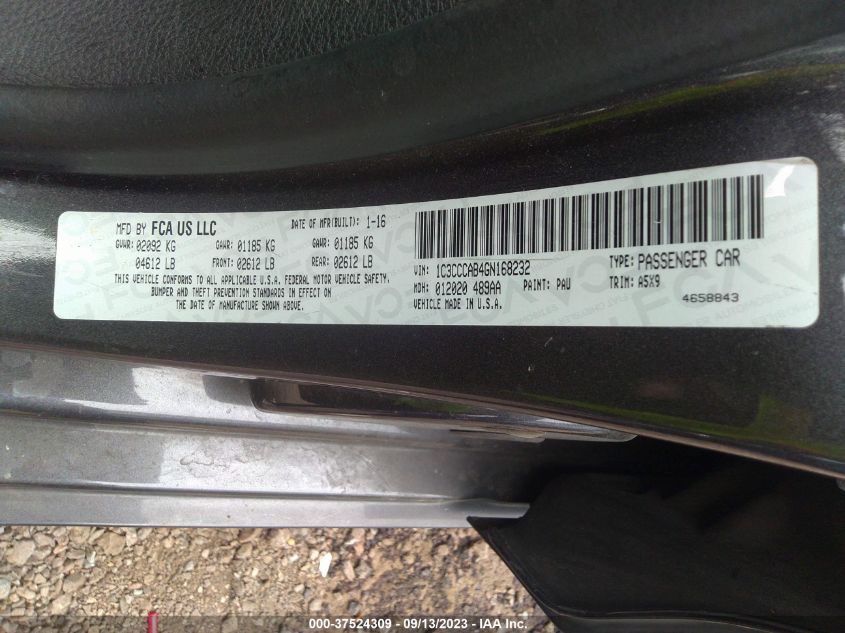 MFD BY FCA US LLC
DATE OF MFR(BUILT): 1-16
GVWR: 02092 KG GAWR: 01185 KG GAWR: 01185 KG
04612 LB FRONT: 02612 LB REAR: 02612 LB
THIS VEHICLE CONFORMS TO ALL APPLICABLE U.S.A. FEDERAL MOTOR VEHICLE SAFETY,
BUMPER AND THEFT PREVENTION STANDARDS IN EFFECT ON
THE DATE OF MANUFACTURE SHOWN ABOVE.
VIN: 1C3CCCAB4GN168232 TYPE: PASSENGER CAR
MDH: 012020 489AA PAINT: PAU TRIM: A5X9
VEHICLE MADE IN U.S.A. 4658843
000-37524309 - 09/13/2023 - © IAA Inc.